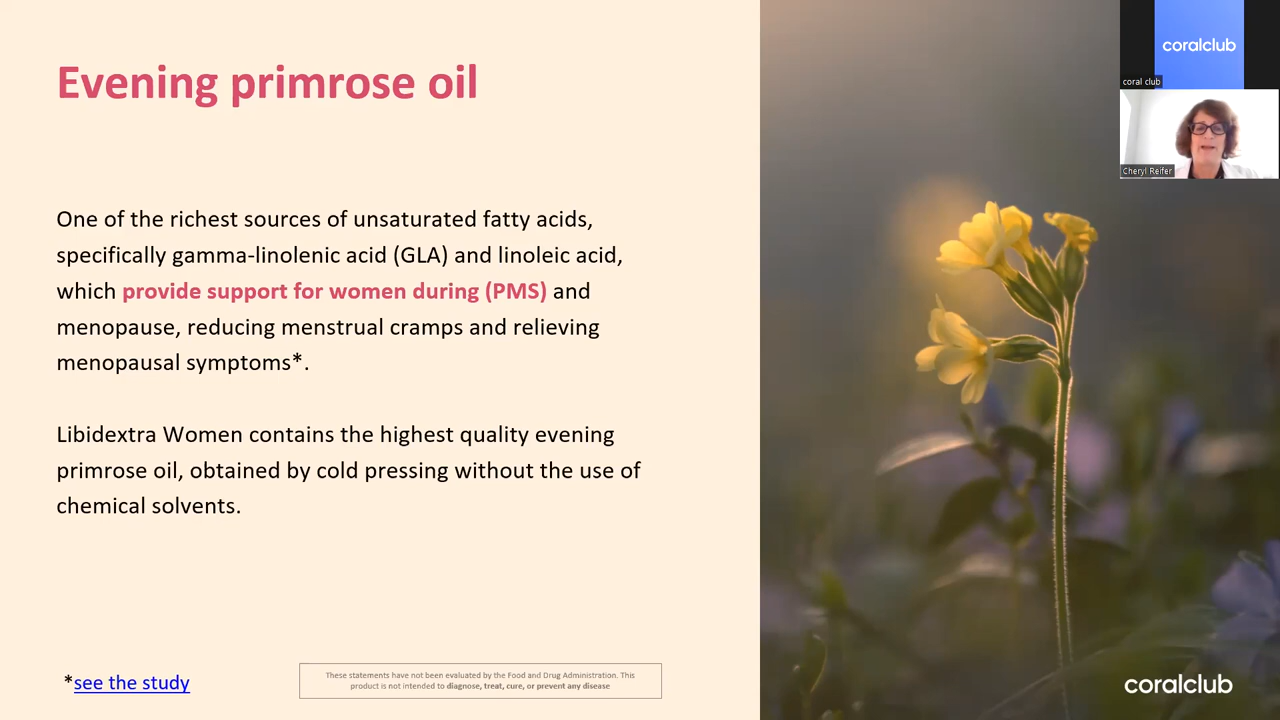 Evening primrose oil
One of the richest sources of unsaturated fatty acids,
specifically gamma-linolenic acid (GLA) and linoleic acid,
which provide support for women during (PMS) and
menopause, reducing menstrual cramps and relieving
menopausal symptoms*.
Libidextra Women contains the highest quality evening
primrose oil, obtained by cold pressing without the use of
chemical solvents.
*see the study
These statements have not been evaluated by the Food and Drug Administration. This
product is not intended to diagnose, treat, cure, or prevent any disease
coralclub
coral club
Cheryl Reifer
coralclub